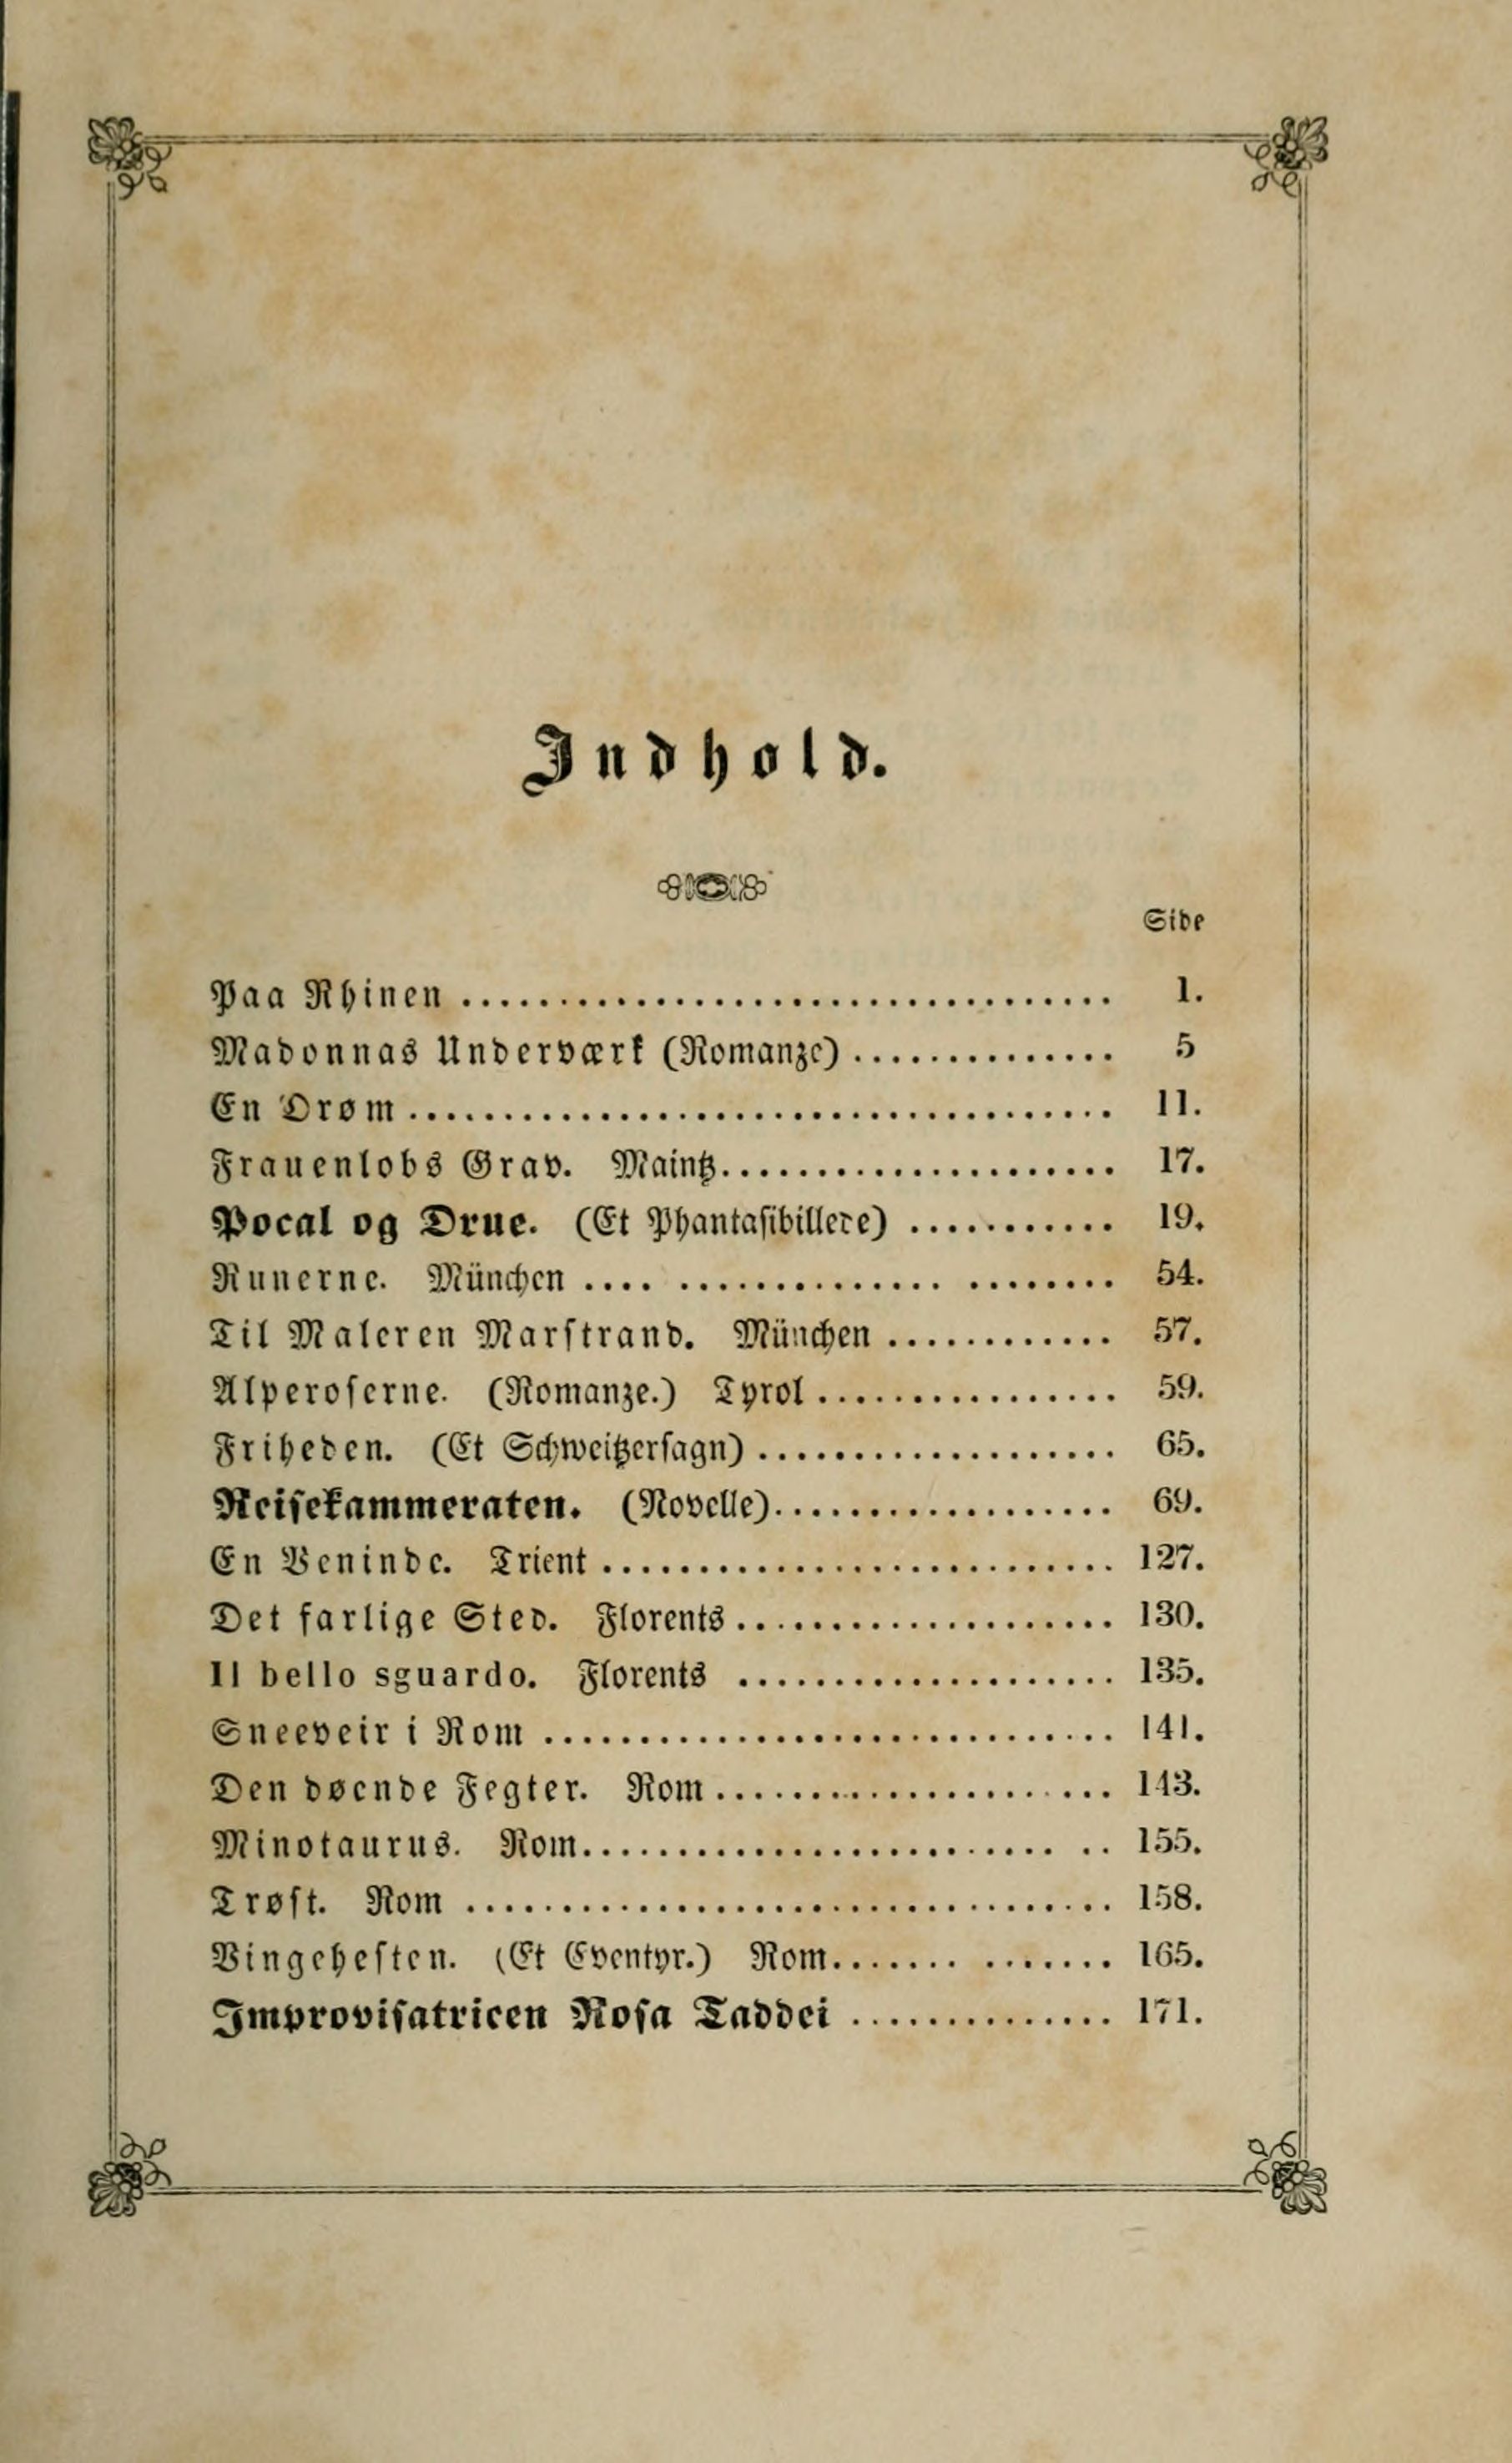 Indhold.
Side
Paa Rhinen .................................. 1.
Madonnas Underværk (Romanze) .............. 5
En Drøm ..................................... 11.
Frauenlobs Grav. Maintz ..................... 17.
Pocal og Drue. (Et Phantasibillede) ........... 19.
Runerne. München .... .............. ........ 54.
Til Maleren Marstrand. München ............ 57.
Alperoserne. (Romanze.) Tyrol ................ 59.
Friheden. (Et Schweitzersagn) ................... 65.
Reisekammeraten. (Novelle) .................. 69.
En Veninde. Trient ........................... 127.
Det farlige Sted. Florents .................... 130.
Il bello sguardo. Florents .................... 135.
Sneeveir i Rom .............................. 141.
Den døende Fegter. Rom ..................... 143.
Minotaurus. Rom ......................... .. 155.
Trøst. Rom .................................. 158.
Vingehesten. (Et Eventyr.) Rom ....... ....... 165.
Improvisatricen Rosa Taddei .............. 171.